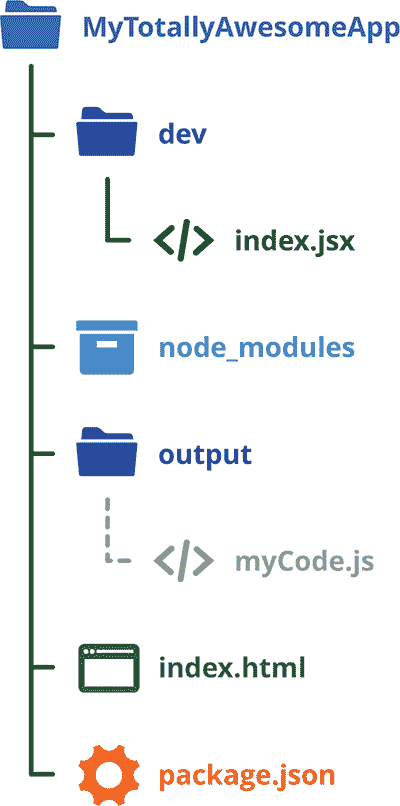 MyTotallyAwesomeApp
dev
index.jsx
node_modules
output
myCode.js
index.html
package.json